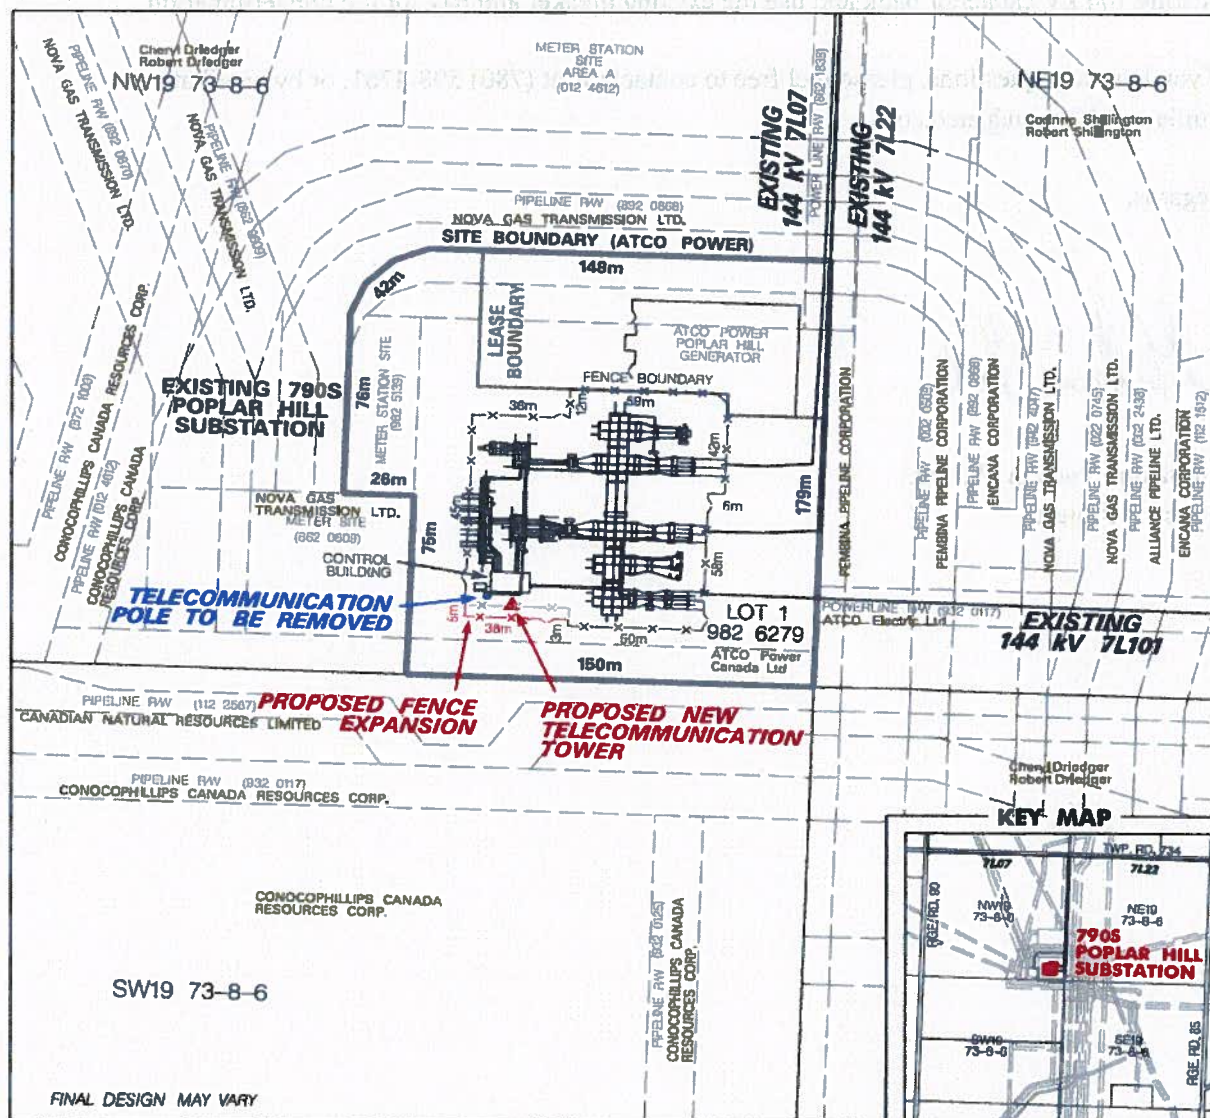 Cheryl Driedger
Robert Driedger
NW19 73-8-6
METER STATION
SITE
AREA A
(012 4612)
NE19 73-8-6
Corinne Shillington
Robert Shillington
PIPELINE R/W (892 0870)
NOVA GAS TRANSMISSION LTD.
PIPELINE R/W (862 0609)
NOVA GAS TRANSMISSION LTD.
EXISTING
144 kV 7L07
POWER LINE R/W
EXISTING
144 kV 7L22
PIPELINE R/W (892 0868)
NOVA GAS TRANSMISSION LTD.
SITE BOUNDARY (ATCO POWER)
148m
42m
LEASE
BOUNDARY
ATCO POWER
POPLAR HILL
GENERATOR
FENCE BOUNDARY
EXISTING 790S
POPLAR HILL
SUBSTATION
76m
METER STATION SITE
(982 5139)
36m
12m
59m
42m
6m
58m
179m
26m
75m
45m
NOVA GAS
TRANSMISSION LTD.
METER SITE
(862 0609)
CONTROL
BUILDING
TELECOMMUNICATION
POLE TO BE REMOVED
5m
38m
50m
150m
LOT 1
982 6279
ATCO Power
Canada Ltd
PIPELINE R/W (972 1003)
CONOCOPHILLIPS CANADA RESOURCES CORP.
PIPELINE R/W (012 4612)
CONOCOPHILLIPS CANADA
RESOURCES CORP.
PEMBINA PIPELINE CORPORATION
PIPELINE R/W
PEMBINA PIPELINE CORPORATION
PIPELINE R/W (892 0868)
ENCANA CORPORATION
PIPELINE R/W
NOVA GAS TRANSMISSION LTD.
PIPELINE R/W (022 0745)
NOVA GAS TRANSMISSION LTD.
PIPELINE R/W (002 2438)
ALLIANCE PIPELINE LTD.
PIPELINE R/W (112 1512)
ENCANA CORPORATION
POWERLINE R/W (932 0117)
ATCO Electric Ltd
EXISTING
144 kV 7L101
PIPELINE R/W (112 2567)
CANADIAN NATURAL RESOURCES LIMITED
PROPOSED FENCE
EXPANSION
PROPOSED NEW
TELECOMMUNICATION
TOWER
PIPELINE R/W (932 0117)
CONOCOPHILLIPS CANADA RESOURCES CORP.
Cheryl Driedger
Robert Driedger
CONOCOPHILLIPS CANADA
RESOURCES CORP.
PIPELINE R/W (932 0125)
CONOCOPHILLIPS CANADA
RESOURCES CORP.
SW19 73-8-6
FINAL DESIGN MAY VARY
KEY MAP
TWP. RD. 734
7L07
7L22
RGE. RD. 90
NW19
73-8-6
NE19
73-8-6
790S
POPLAR HILL
SUBSTATION
SW19
73-8-6
SE19
73-8-6
RGE. RD. 85